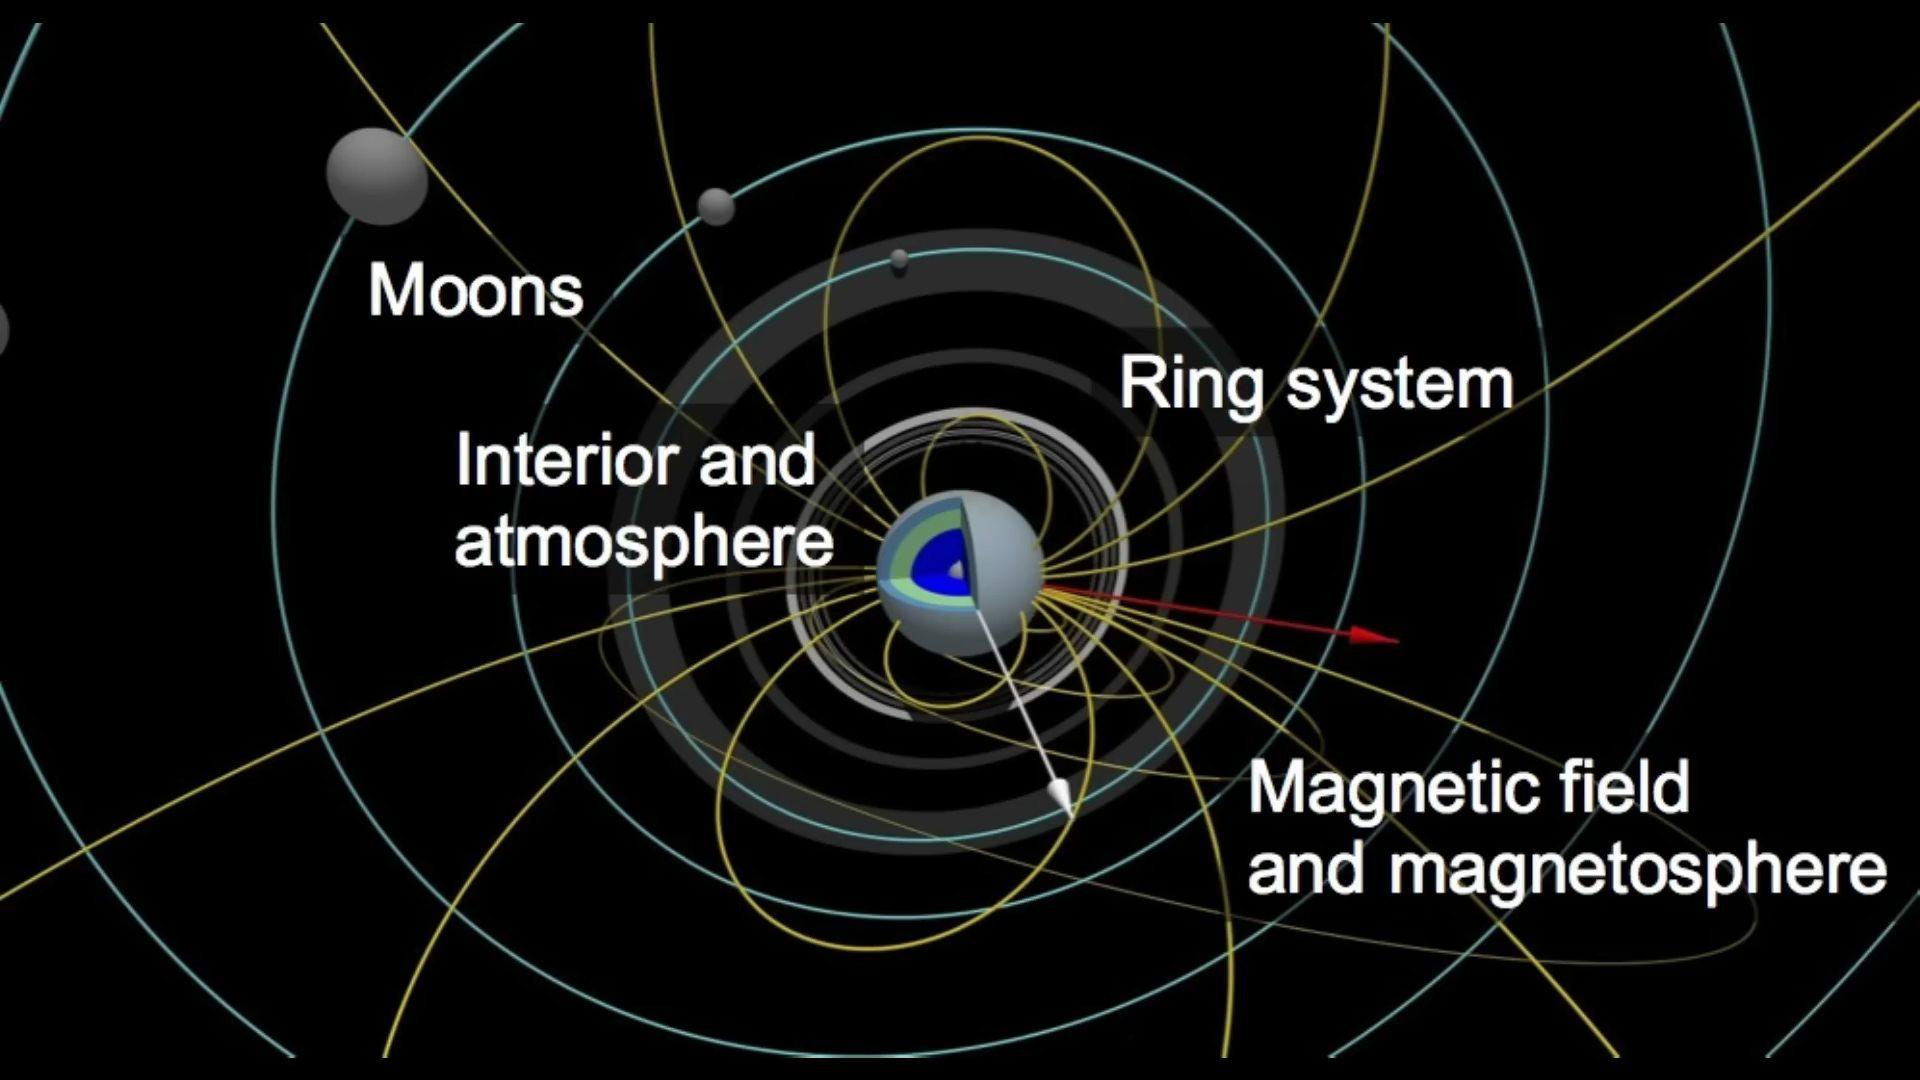 Moons
Ring system
Interior and
atmosphere
Magnetic field
and magnetosphere